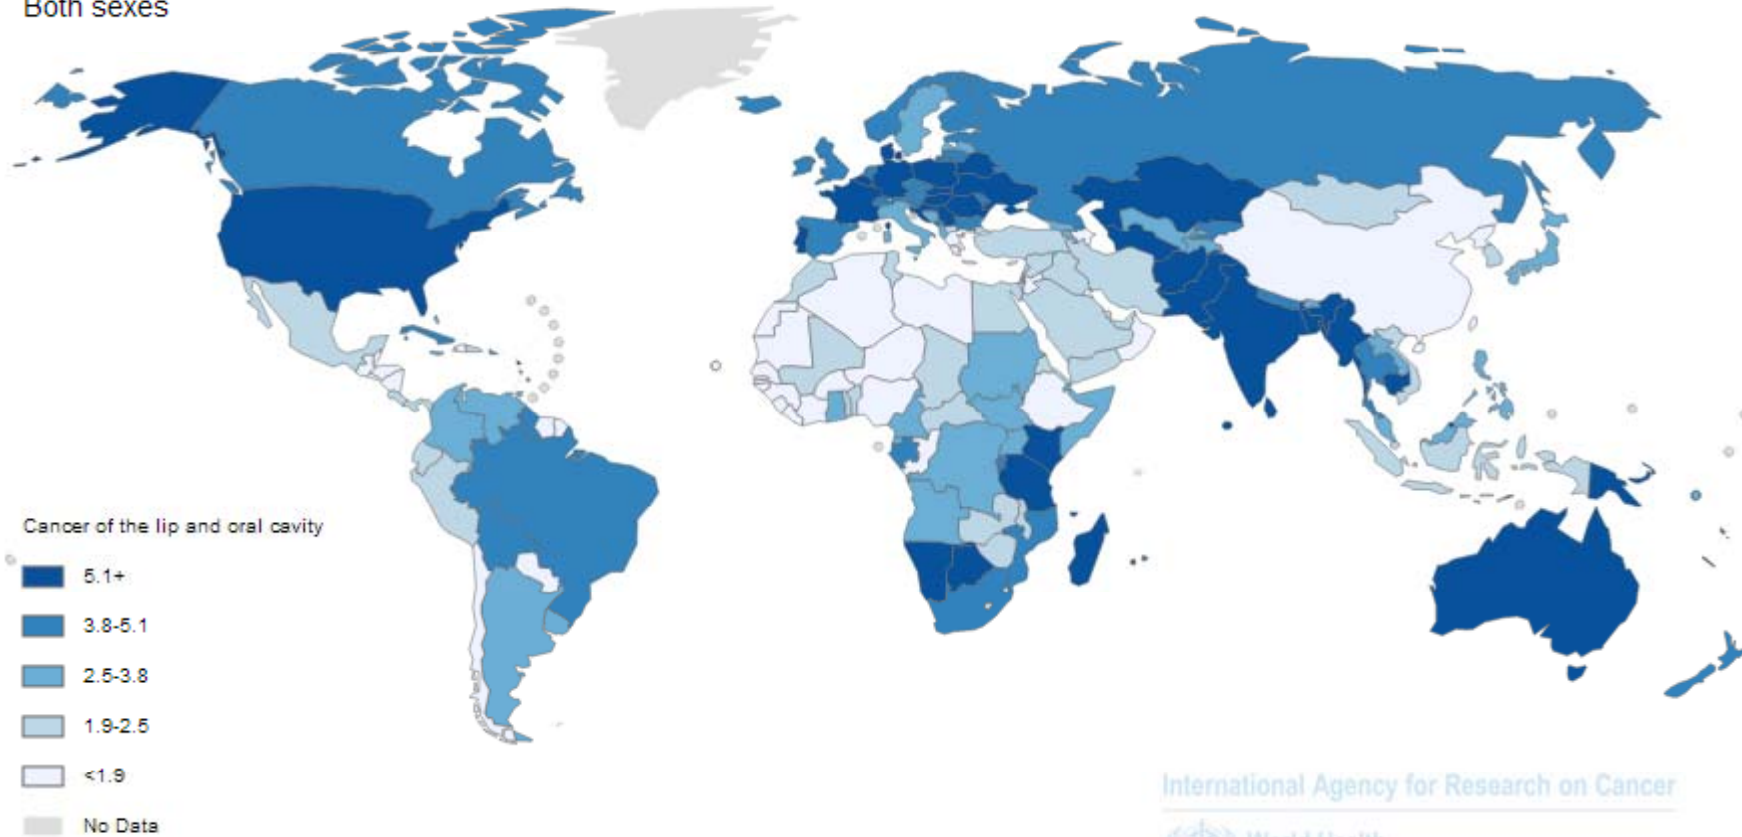 Both sexes
Cancer of the lip and oral cavity
5.1+
3.8-5.1
2.5-3.8
1.9-2.5
<1.9
No Data
International Agency for Research on Cancer